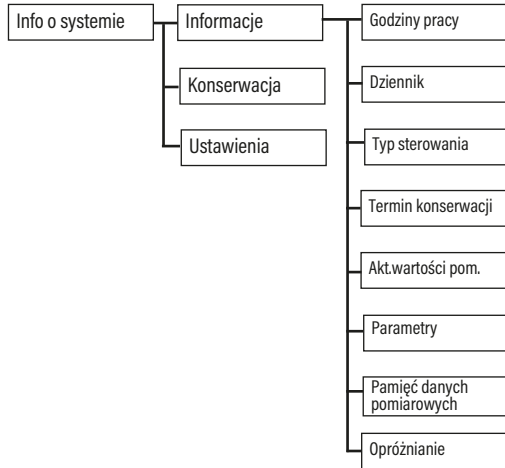 Info o systemie
Informacje
Godziny pracy
Konserwacja
Dziennik
Ustawienia
Typ sterowania
Termin konserwacji
Akt.wartości pom.
Parametry
Pamięć danych
pomiarowych
Opróżnianie